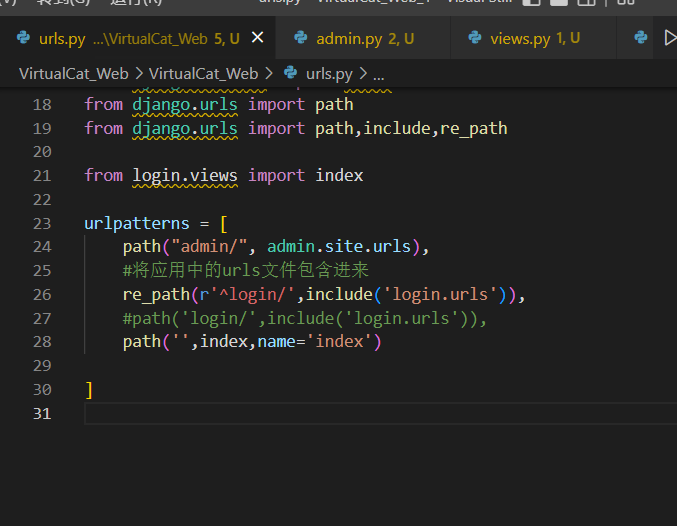 转到(G) 运行(R)
urls.py ...\VirtualCat_Web 5, U
admin.py 2, U
views.py 1, U
VirtualCat_Web > VirtualCat_Web > urls.py > ...
18 from django.urls import path
19 from django.urls import path,include,re_path
20
21 from login.views import index
22
23 urlpatterns = [
24 path("admin/", admin.site.urls),
25 #将应用中的urls文件包含进来
26 re_path(r'^login/',include('login.urls')),
27 #path('login/',include('login.urls')),
28 path('',index,name='index')
29
30 ]
31